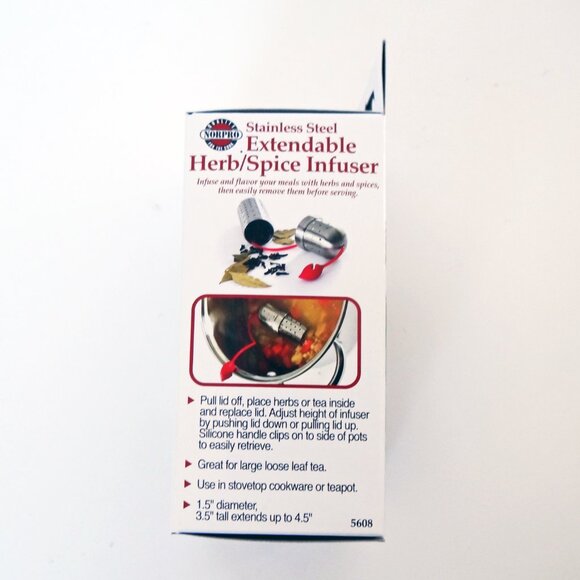 NORPRO
Stainless Steel
Extendable
Herb/Spice Infuser
Infuse and flavor your meals with herbs and spices,
then easily remove them before serving.
Pull lid off, place herbs or tea inside
and replace lid. Adjust height of infuser
by pushing lid down or pulling lid up.
Silicone handle clips on to side of pots
to easily retrieve.
Great for large loose leaf tea.
Use in stovetop cookware or teapot.
1.5" diameter,
3.5" tall extends up to 4.5"
5608